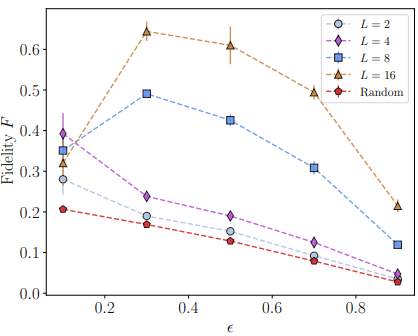 Fidelity F
0.6
0.5
0.4
0.3
0.2
0.1
0.0
0.2
0.4
0.6
0.8
ϵ
L = 2
L = 4
L = 8
L = 16
Random